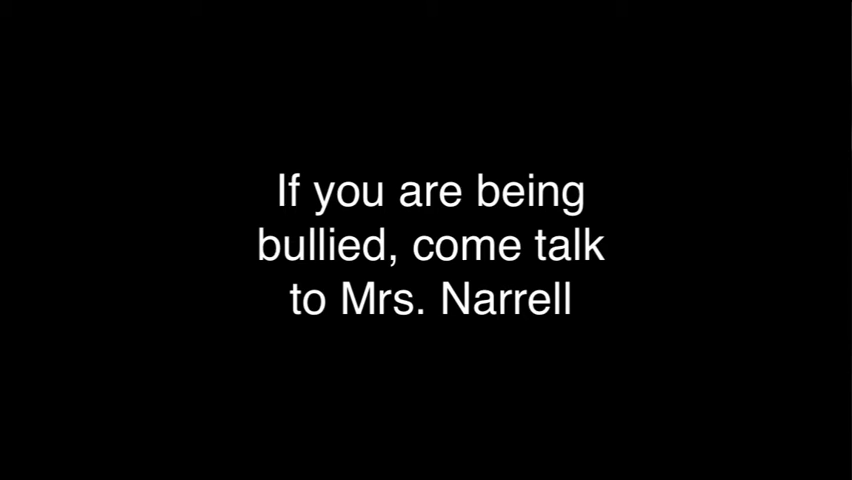 If you are being
bullied, come talk
to Mrs. Narrell